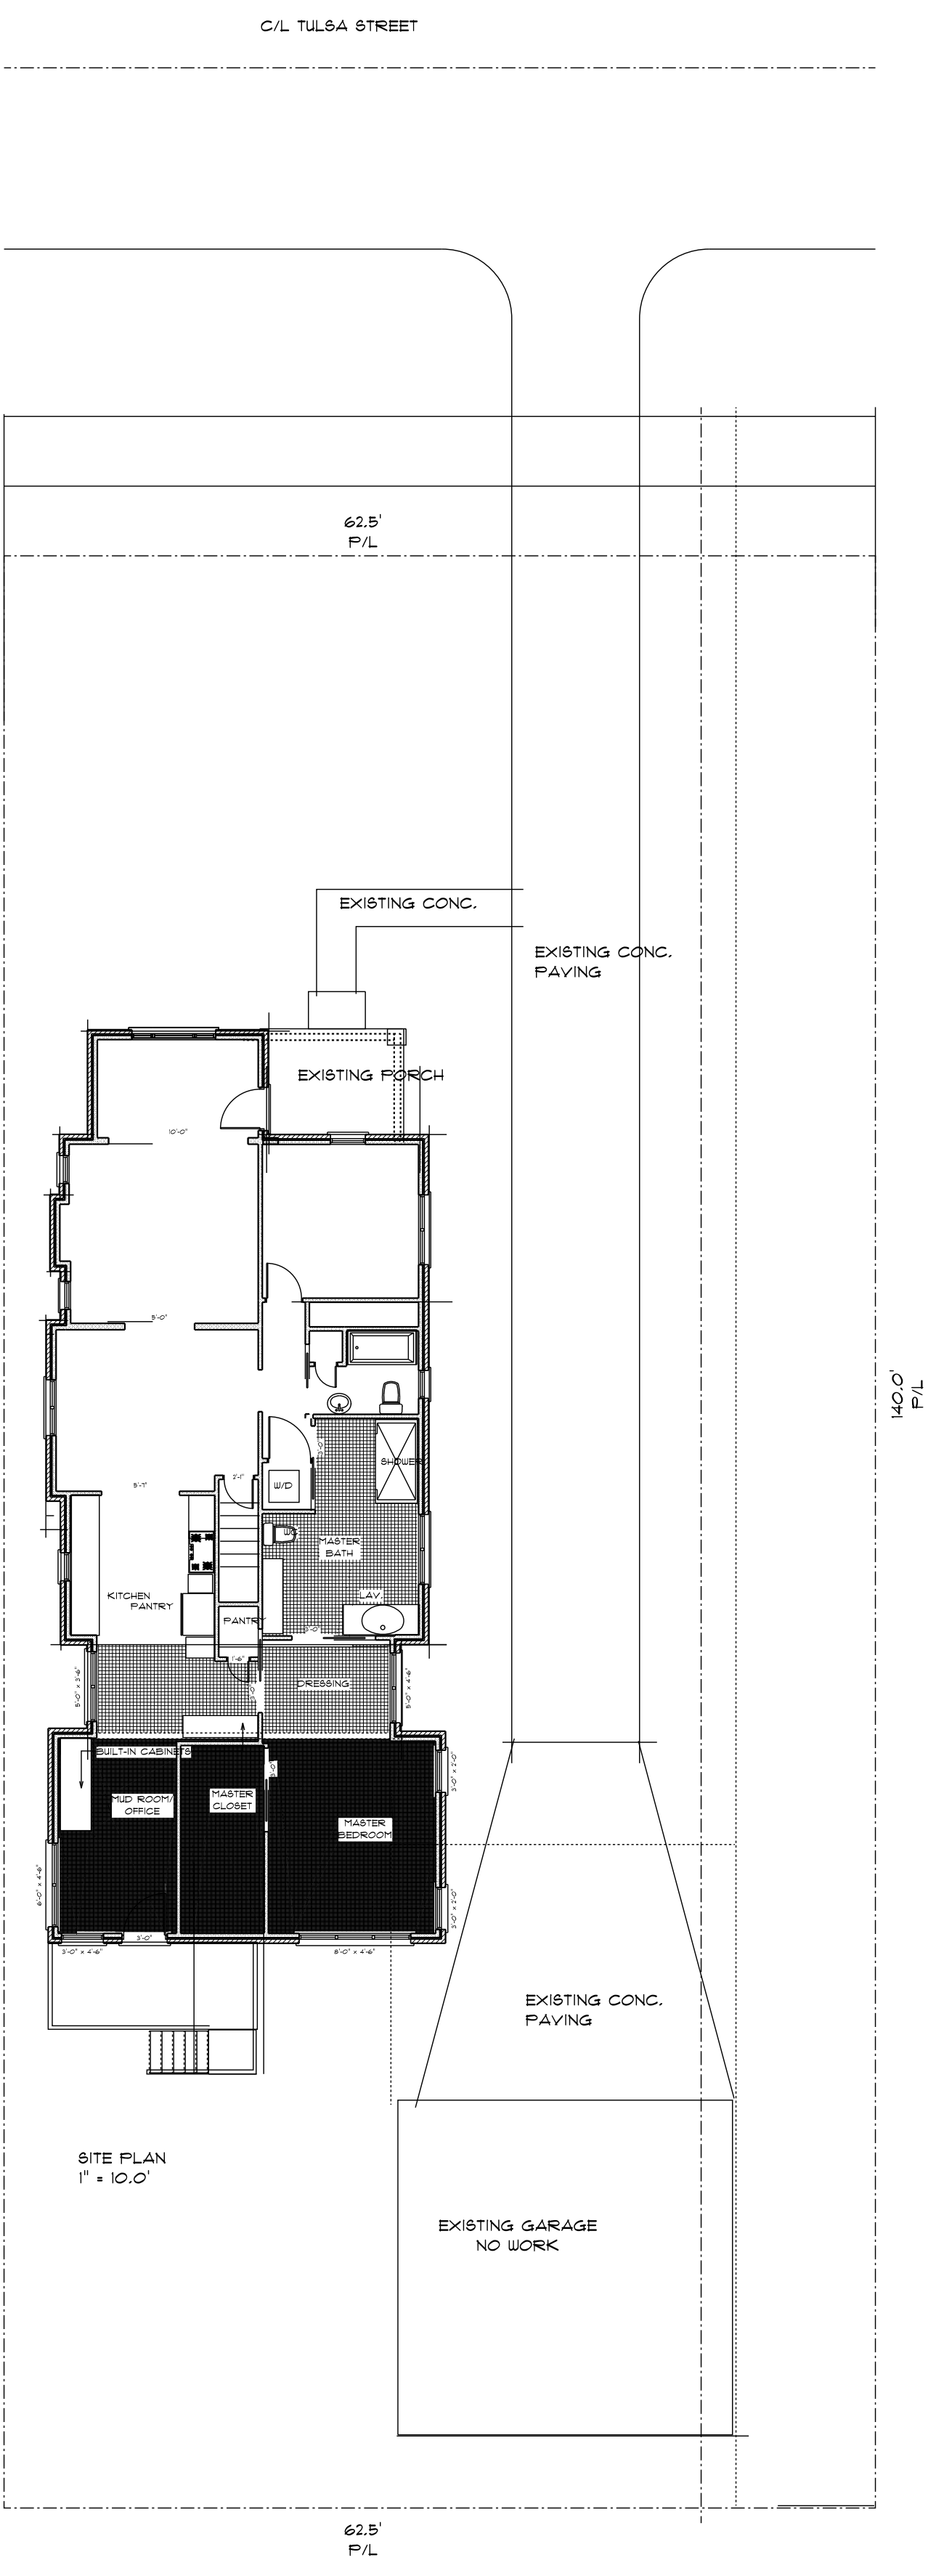 C/L TULSA STREET
62.5'
P/L
EXISTING CONC.
EXISTING CONC.
PAVING
EXISTING PORCH
10'-0"
5'-0"
140.0'
P/L
2'-1"
SHOWER
5'-7"
W/D
WC
MASTER
BATH
KITCHEN
PANTRY
LAV.
PANTRY
1'-6"
5'-0" x 3'-6"
DRESSING
5'-0" x 4'-6"
BUILT-IN CABINETS
MUD ROOM/
OFFICE
MASTER
CLOSET
MASTER
BEDROOM
3'-0" x 2'-0"
6'-0" x 4'-6"
3'-0" x 2'-0"
3'-0" x 4'-6"
3'-0"
8'-0" x 4'-6"
EXISTING CONC.
PAVING
SITE PLAN
1" = 10.0'
EXISTING GARAGE
NO WORK
62.5'
P/L